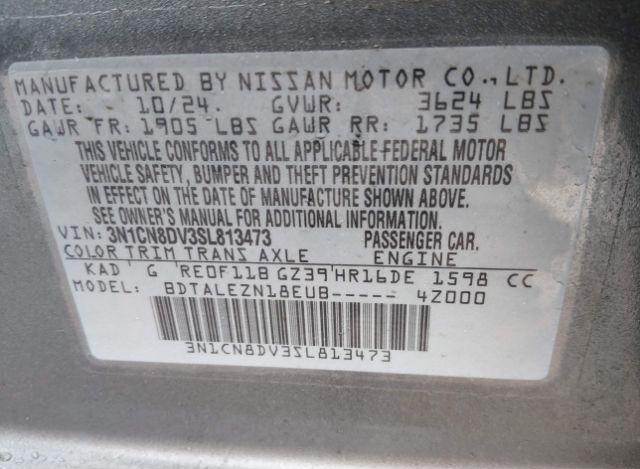 MANUFACTURED BY NISSAN MOTOR CO., LTD.
DATE: 10/24. GVWR: 3624 LBS
GAWR FR: 1905 LBS GAWR RR: 1735 LBS
THIS VEHICLE CONFORMS TO ALL APPLICABLE FEDERAL MOTOR
VEHICLE SAFETY, BUMPER AND THEFT PREVENTION STANDARDS
IN EFFECT ON THE DATE OF MANUFACTURE SHOWN ABOVE.
SEE OWNER'S MANUAL FOR ADDITIONAL INFORMATION.
VIN: 3N1CN8DV3SL813473 PASSENGER CAR.
COLOR TRIM TRANS AXLE ENGINE
KAD G RE0F11B GZ39 HR16DE 1598 CC
MODEL: BDTALEZN18EUB----- 4Z000
3N1CN8DV3SL813473